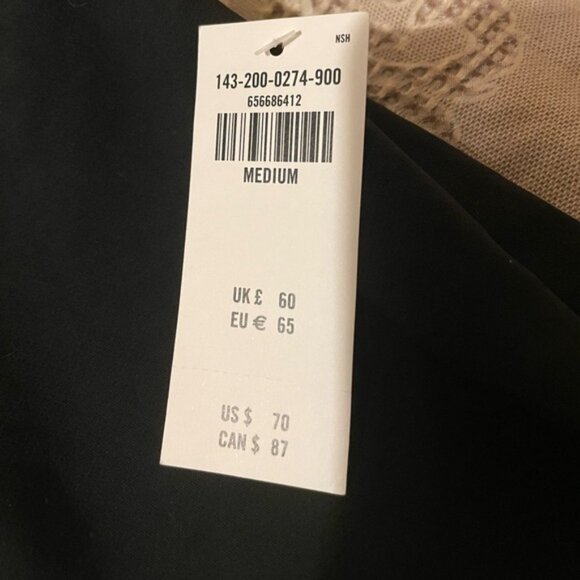 NSH
143-200-0274-900
656686412
MEDIUM
UK £ 60
EU € 65
US $ 70
CAN $ 87